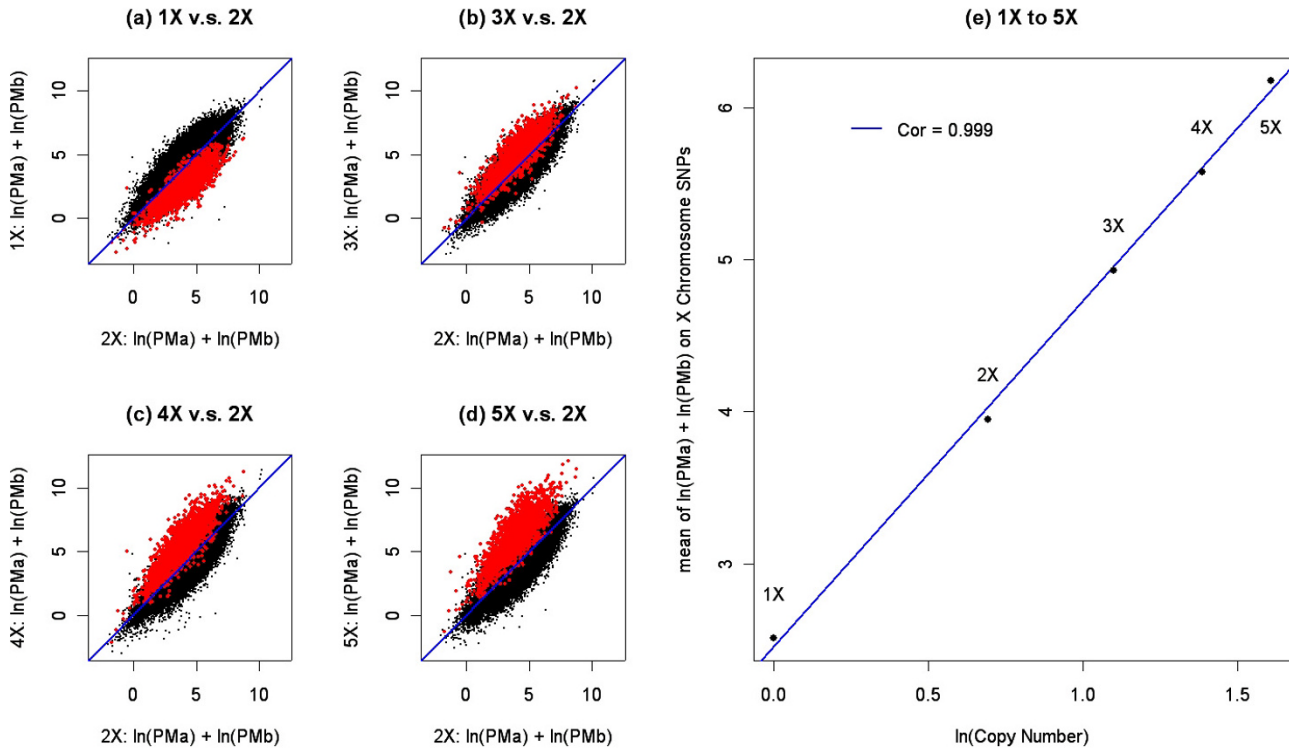 (a) 1X v.s. 2X
1X: ln(PMa) + ln(PMb)
10
5
0
0 5 10
2X: ln(PMa) + ln(PMb)
(b) 3X v.s. 2X
3X: ln(PMa) + ln(PMb)
10
5
0
0 5 10
2X: ln(PMa) + ln(PMb)
(c) 4X v.s. 2X
4X: ln(PMa) + ln(PMb)
10
5
0
0 5 10
2X: ln(PMa) + ln(PMb)
(d) 5X v.s. 2X
5X: ln(PMa) + ln(PMb)
10
5
0
0 5 10
2X: ln(PMa) + ln(PMb)
(e) 1X to 5X
mean of ln(PMa) + ln(PMb) on X Chromosome SNPs
6
5
4
3
Cor = 0.999
4X 5X
3X
2X
1X
0.0 0.5 1.0 1.5
ln(Copy Number)